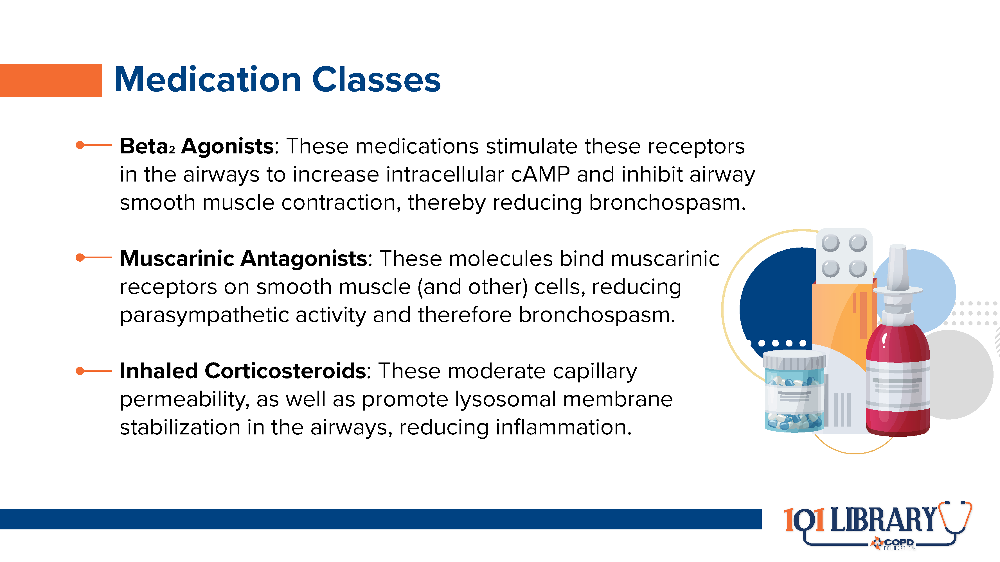 Medication Classes
Beta₂ Agonists: These medications stimulate these receptors
in the airways to increase intracellular cAMP and inhibit airway
smooth muscle contraction, thereby reducing bronchospasm.
Muscarinic Antagonists: These molecules bind muscarinic
receptors on smooth muscle (and other) cells, reducing
parasympathetic activity and therefore bronchospasm.
Inhaled Corticosteroids: These moderate capillary
permeability, as well as promote lysosomal membrane
stabilization in the airways, reducing inflammation.
101 LIBRARY
COPD
FOUNDATION®